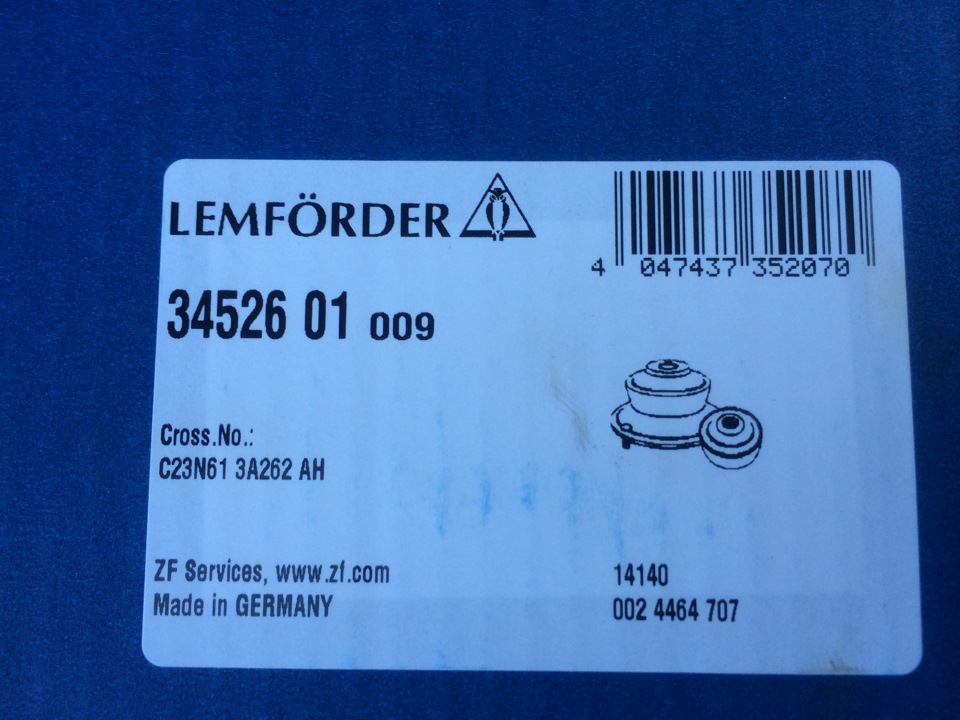 LEMFÖRDER
4 047437 352070
34526 01 009
Cross.No.:
C23N61 3A262 AH
ZF Services, www.zf.com
Made in GERMANY
14140
002 4464 707